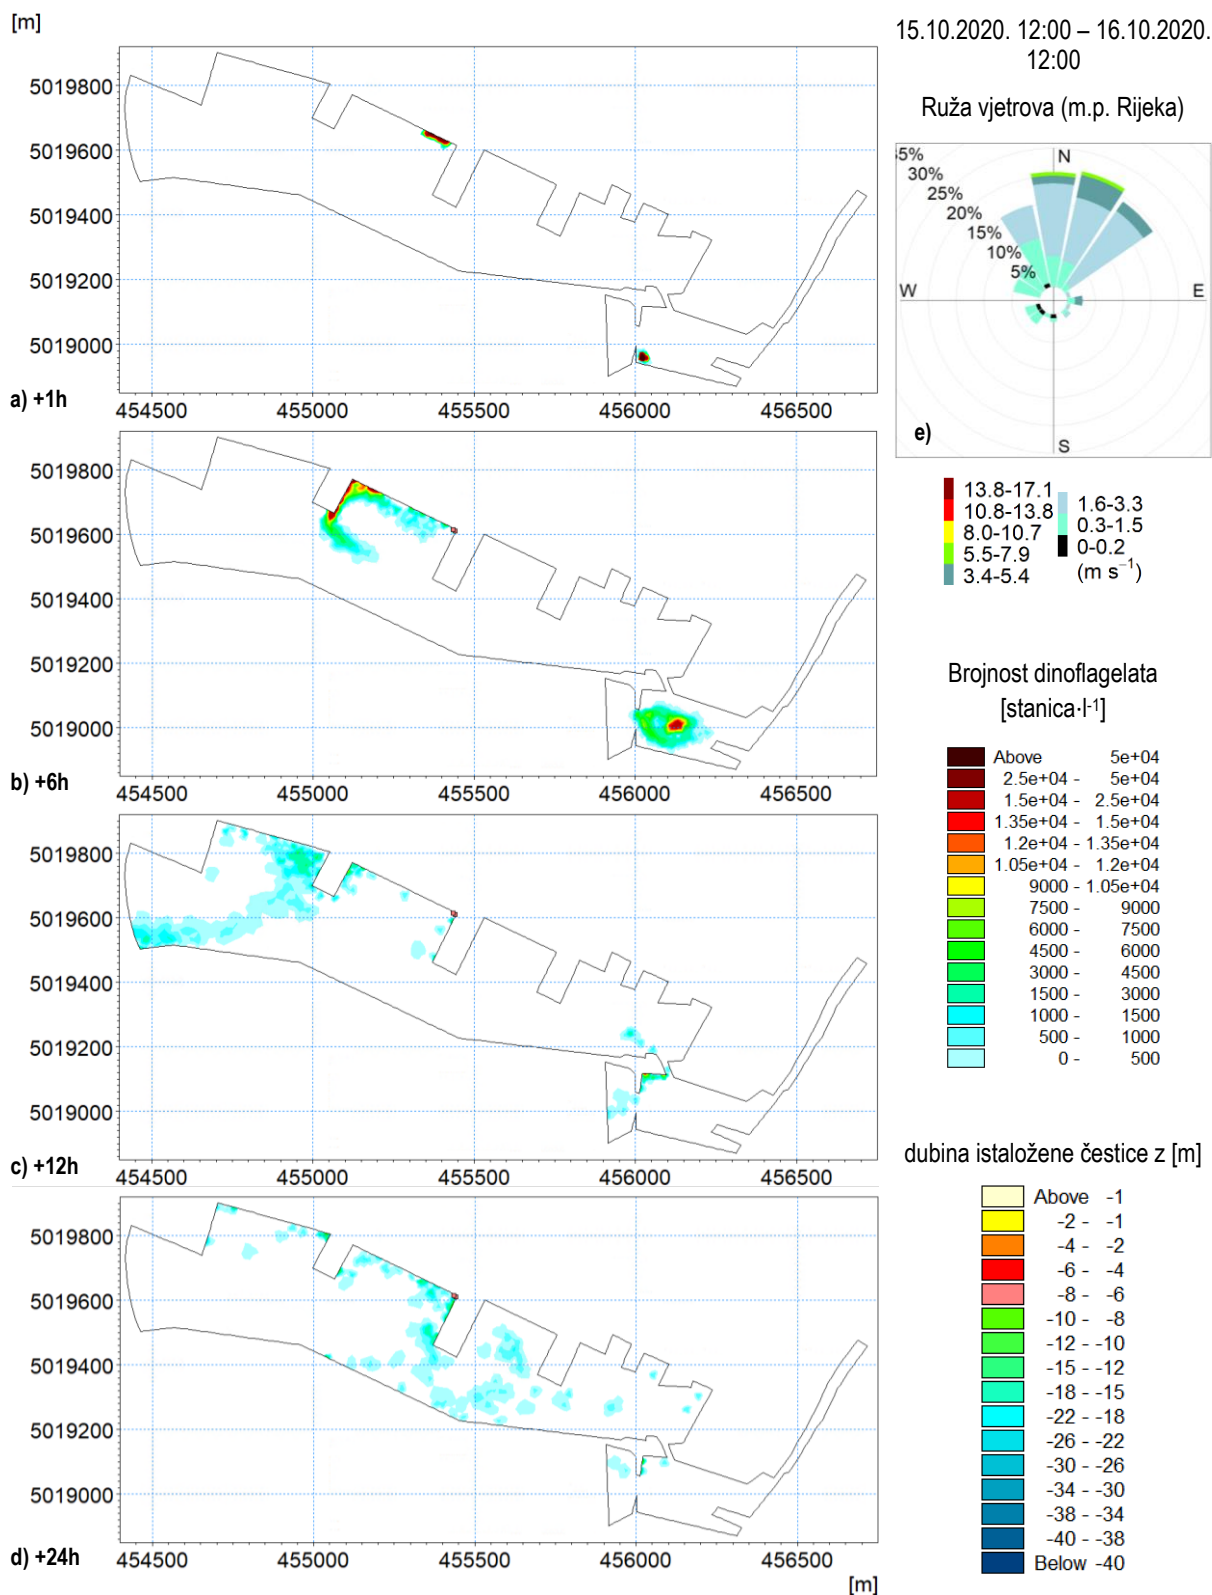 [m]
5019800
5019600
5019400
5019200
5019000
a) +1h
454500 455000 455500 456000 456500
5019800
5019600
5019400
5019200
5019000
b) +6h
454500 455000 455500 456000 456500
5019800
5019600
5019400
5019200
5019000
c) +12h
454500 455000 455500 456000 456500
5019800
5019600
5019400
5019200
5019000
d) +24h
454500 455000 455500 456000 456500
[m]
15.10.2020. 12:00 – 16.10.2020.
12:00
Ruža vjetrova (m.p. Rijeka)
30%
25%
20%
15%
10%
5%
N
W
E
S
e)
13.8-17.1
10.8-13.8
8.0-10.7
5.5-7.9
3.4-5.4
1.6-3.3
0.3-1.5
0-0.2
(m s⁻¹)
Brojnost dinoflagelata
[stanica·l⁻¹]
Above 5e+04
2.5e+04 - 5e+04
1.5e+04 - 2.5e+04
1.35e+04 - 1.5e+04
1.2e+04 - 1.35e+04
1.05e+04 - 1.2e+04
9000 - 1.05e+04
7500 - 9000
6000 - 7500
4500 - 6000
3000 - 4500
1500 - 3000
1000 - 1500
500 - 1000
0 - 500
dubina istaložene čestice z [m]
Above -1
-2 - -1
-4 - -2
-6 - -4
-8 - -6
-10 - -8
-12 - -10
-15 - -12
-18 - -15
-22 - -18
-26 - -22
-30 - -26
-34 - -30
-38 - -34
-40 - -38
Below -40